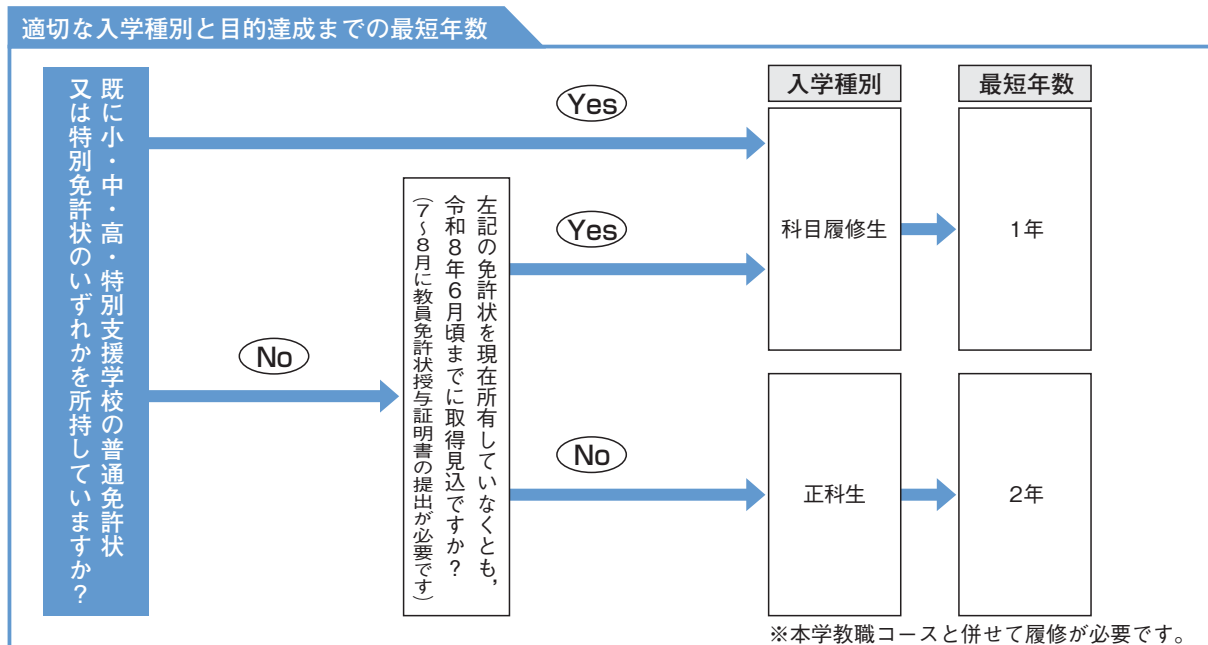 適切な入学種別と目的達成までの最短年数
既に小・中・高・特別支援学校の普通免許状
又は特別免許状のいずれかを所持していますか？
Yes
No
左記の免許状を現在所有していなくとも，
令和８年６月頃までに取得見込ですか？
（７～８月に教員免許状授与証明書の提出が必要です）
Yes
No
入学種別
最短年数
科目履修生
1年
正科生
2年
※本学教職コースと併せて履修が必要です。